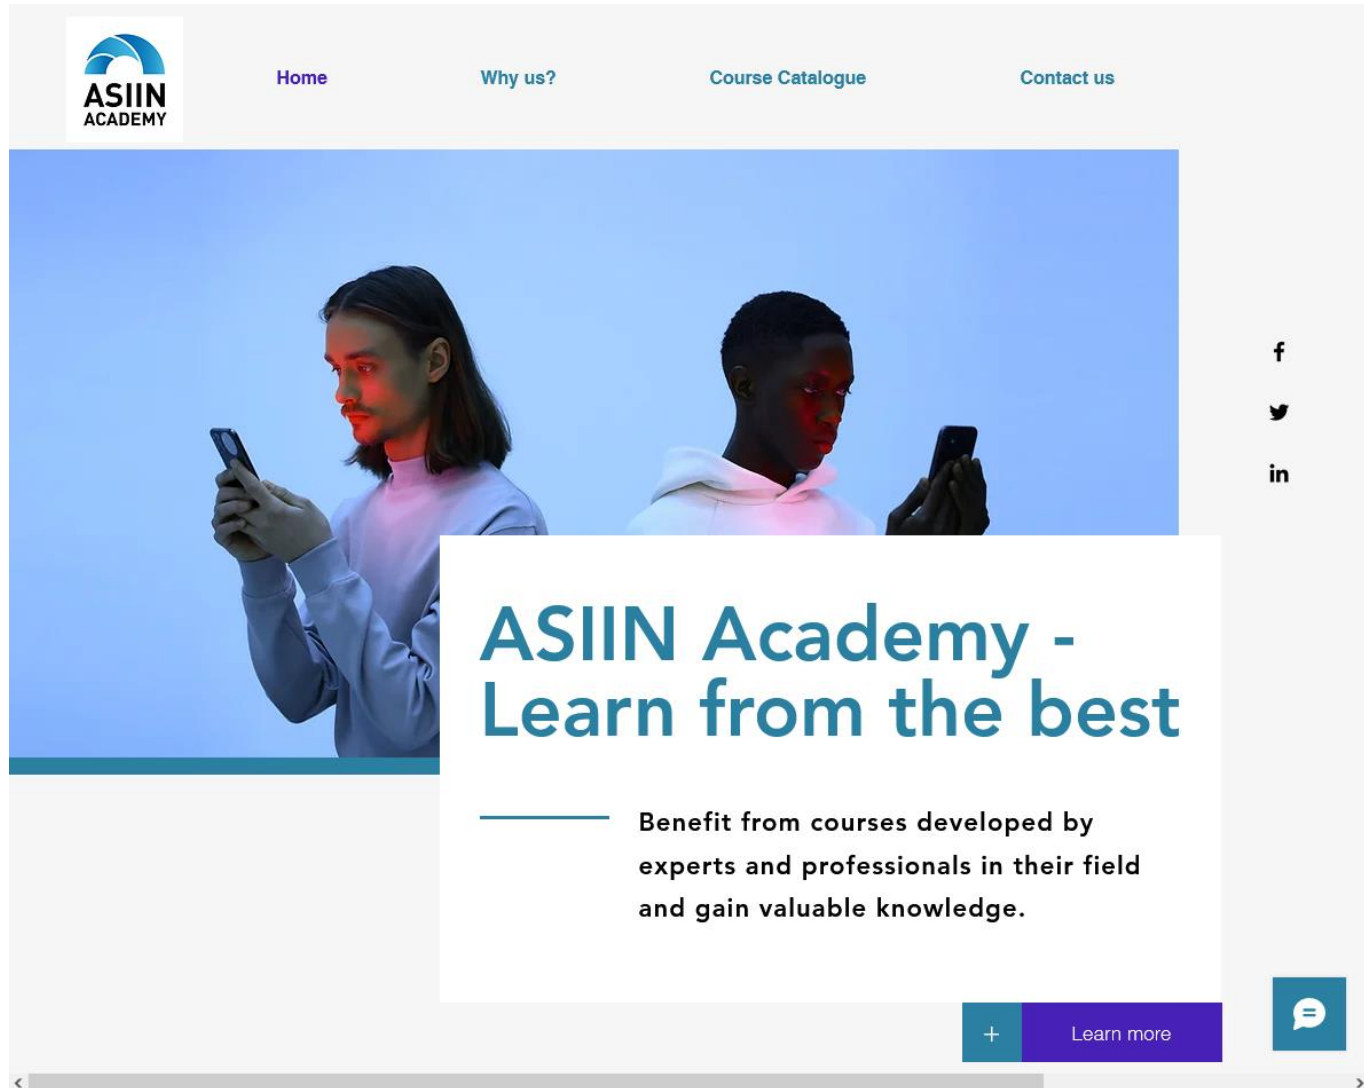 ASIIN
ACADEMY
Home
Why us?
Course Catalogue
Contact us
f
in
ASIIN Academy -
Learn from the best
Benefit from courses developed by
experts and professionals in their field
and gain valuable knowledge.
+
Learn more